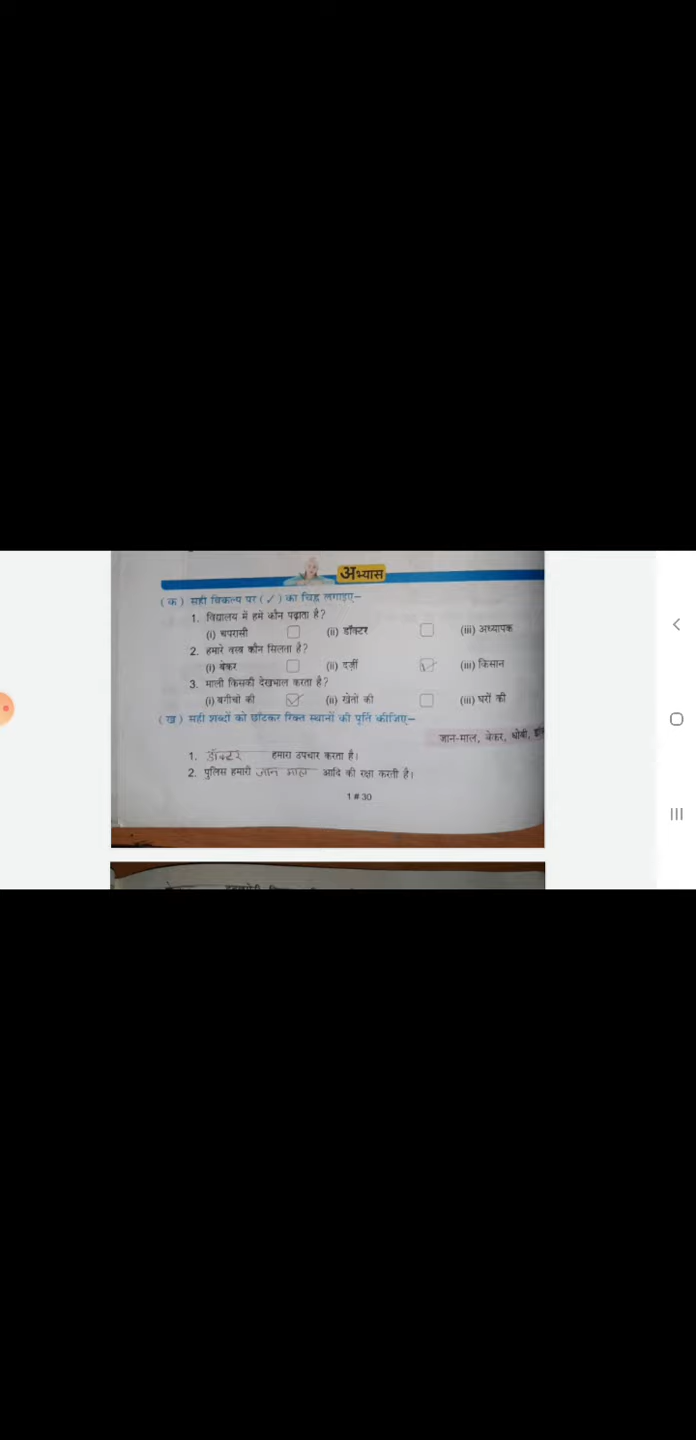 अभ्यास
( क ) सही विकल्प पर ( ✓ ) का चिह्न लगाइए–
1. विद्यालय में हमे कौन पढ़ाता है?
(i) चपरासी (ii) डॉक्टर (iii) अध्यापक
2. हमारे वस्त्र कौन सिलता है?
(i) बेकर (ii) दर्ज़ी (iii) किसान
3. माली किसकी देखभाल करता है?
(i) बगीचों की (ii) खेतों की (iii) घरों की
( ख ) सही शब्दों को छाँटकर रिक्त स्थानों की पूर्ति कीजिए–
जान-माल, बेकर, धोबी,
1. डॉक्टर हमारा उपचार करता है।
2. पुलिस हमारी जान माल आदि की रक्षा करती है।
1 # 30